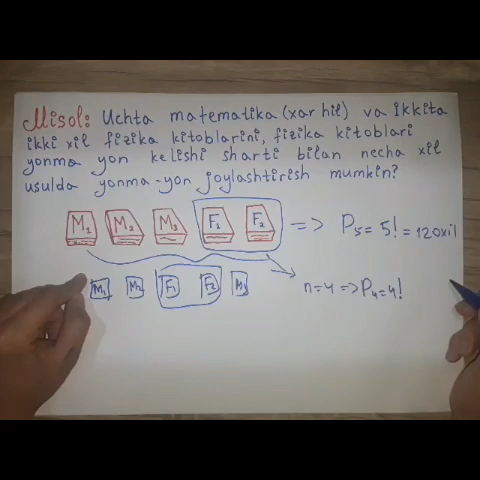 Misol: Uchta matematika (xar hil) va ikkita
ikki xil fizika kitoblarini, fizika kitoblari
yonma yon kelishi sharti bilan necha xil
usulda yonma-yon joylashtirish mumkin?
M₁ M₂ M₃ F₁ F₂ => P₅ = 5! = 120xil
M₁ M₂ F₁ F₂ M₃ n=4 => P₄=4!